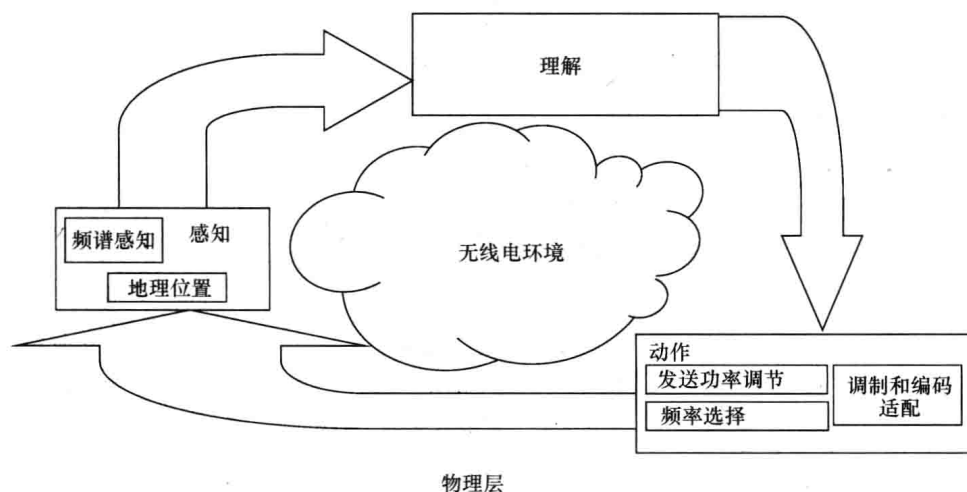 理解
频谱感知
感知
地理位置
无线电环境
动作
发送功率调节
频率选择
调制和编码
适配
物理层